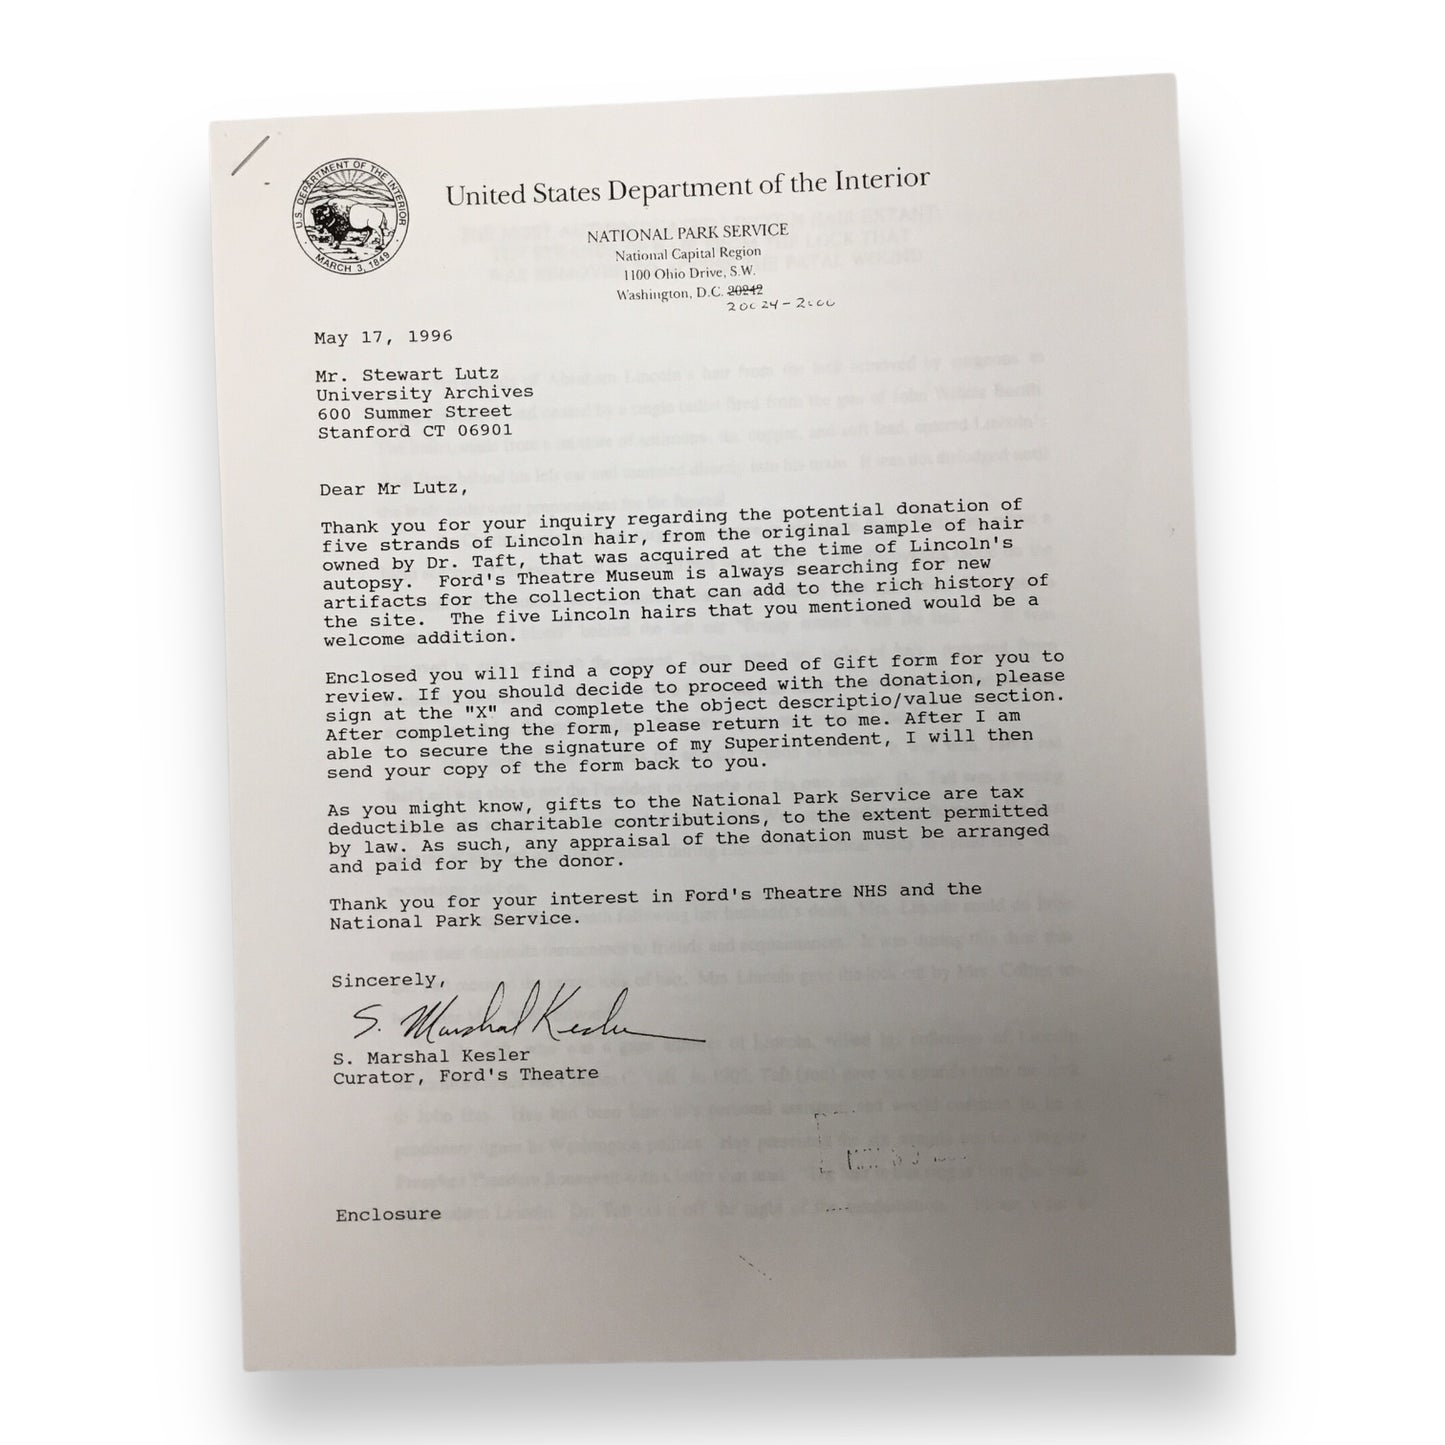 U.S. DEPARTMENT OF THE INTERIOR
MARCH 3, 1849
United States Department of the Interior
NATIONAL PARK SERVICE
National Capital Region
1100 Ohio Drive, S.W.
Washington, D.C. 20242
20024-2000
May 17, 1996
Mr. Stewart Lutz
University Archives
600 Summer Street
Stanford CT 06901
Dear Mr Lutz,
Thank you for your inquiry regarding the potential donation of
five strands of Lincoln hair, from the original sample of hair
owned by Dr. Taft, that was acquired at the time of Lincoln's
autopsy.  Ford's Theatre Museum is always searching for new
artifacts for the collection that can add to the rich history of
the site.  The five Lincoln hairs that you mentioned would be a
welcome addition.
Enclosed you will find a copy of our Deed of Gift form for you to
review. If you should decide to proceed with the donation, please
sign at the "X" and complete the object descriptio/value section.
After completing the form, please return it to me. After I am
able to secure the signature of my Superintendent, I will then
send your copy of the form back to you.
As you might know, gifts to the National Park Service are tax
deductible as charitable contributions, to the extent permitted
by law. As such, any appraisal of the donation must be arranged
and paid for by the donor.
Thank you for your interest in Ford's Theatre NHS and the
National Park Service.
Sincerely,
S. Marshal Kesler
S. Marshal Kesler
Curator, Ford's Theatre
Enclosure